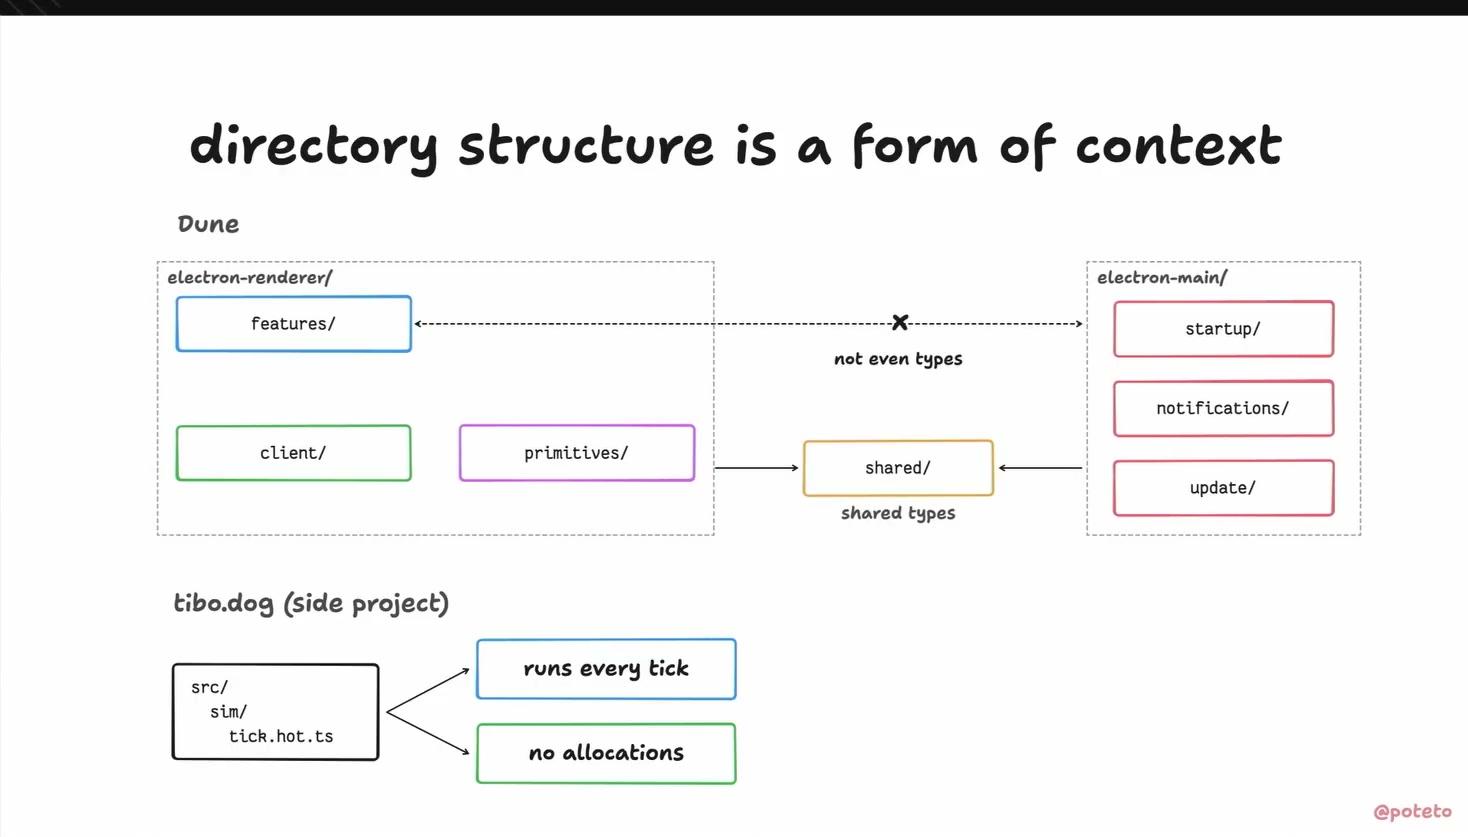 directory structure is a form of context
Dune
electron-renderer/
electron-main/
features/
startup/
not even types
notifications/
client/
primitives/
shared/
update/
shared types
tibo.dog (side project)
src/
sim/
tick.hot.ts
runs every tick
no allocations
@poteto